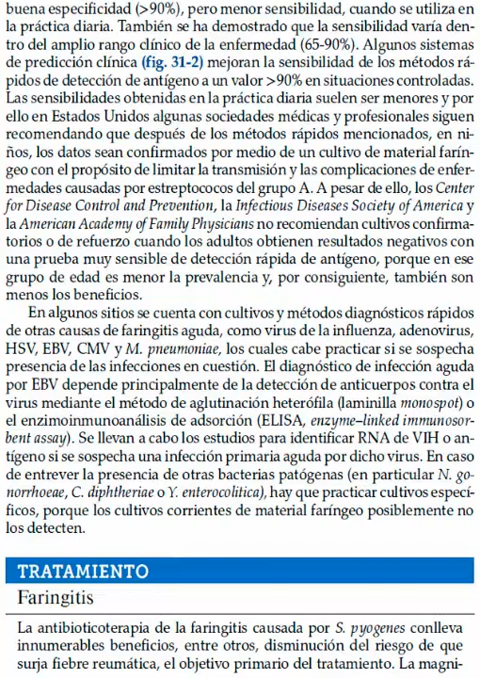 buena especificidad (>90%), pero menor sensibilidad, cuando se utiliza en
la práctica diaria. También se ha demostrado que la sensibilidad varía den-
tro del amplio rango clínico de la enfermedad (65-90%). Algunos sistemas
de predicción clínica (fig. 31-2) mejoran la sensibilidad de los métodos rá-
pidos de detección de antígeno a un valor >90% en situaciones controladas.
Las sensibilidades obtenidas en la práctica diaria suelen ser menores y por
ello en Estados Unidos algunas sociedades médicas y profesionales siguen
recomendando que después de los métodos rápidos mencionados, en ni-
ños, los datos sean confirmados por medio de un cultivo de material farín-
geo con el propósito de limitar la transmisión y las complicaciones de enfer-
medades causadas por estreptococos del grupo A. A pesar de ello, los Center
for Disease Control and Prevention, la Infectious Diseases Society of America y
la American Academy of Family Physicians no recomiendan cultivos confirma-
torios o de refuerzo cuando los adultos obtienen resultados negativos con
una prueba muy sensible de detección rápida de antígeno, porque en ese
grupo de edad es menor la prevalencia y, por consiguiente, también son
menos los beneficios.
En algunos sitios se cuenta con cultivos y métodos diagnósticos rápidos
de otras causas de faringitis aguda, como virus de la influenza, adenovirus,
HSV, EBV, CMV y M. pneumoniae, los cuales cabe practicar si se sospecha
presencia de las infecciones en cuestión. El diagnóstico de infección aguda
por EBV depende principalmente de la detección de anticuerpos contra el
virus mediante el método de aglutinación heterófila (laminilla monospot) o
el enzimoinmunoanálisis de adsorción (ELISA, enzyme-linked immunosor-
bent assay). Se llevan a cabo los estudios para identificar RNA de VIH o an-
tígeno si se sospecha una infección primaria aguda por dicho virus. En caso
de entrever la presencia de otras bacterias patógenas (en particular N. go-
norrhoeae, C. diphtheriae o Y. enterocolitica), hay que practicar cultivos especí-
ficos, porque los cultivos corrientes de material faríngeo posiblemente no
los detecten.
TRATAMIENTO
Faringitis
La antibioticoterapia de la faringitis causada por S. pyogenes conlleva
innumerables beneficios, entre otros, disminución del riesgo de que
surja fiebre reumática, el objetivo primario del tratamiento. La magni-